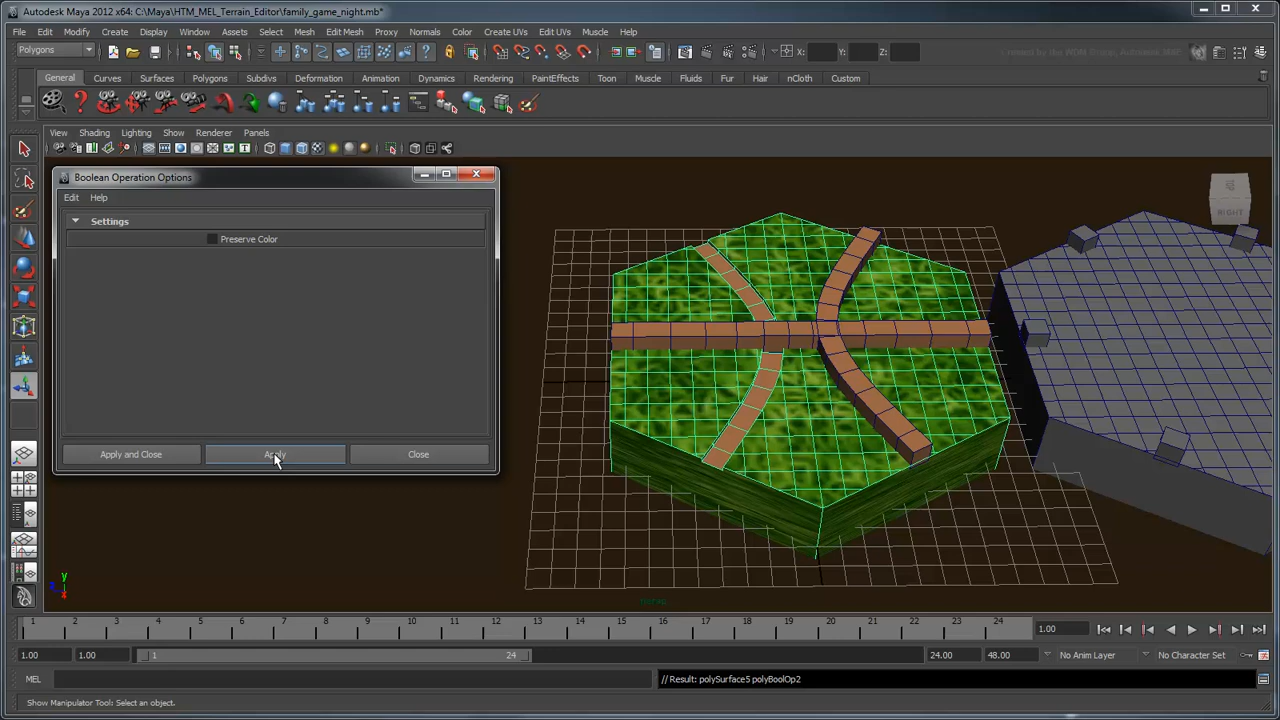 Autodesk Maya 2012 x64: C:\Maya\HTM_MEL_Terrain_Editor\family_game_night.mb*
File Edit Modify Create Display Window Assets Select Mesh Edit Mesh Proxy Normals Color Create UVs Edit UVs Muscle Help
Polygons X: Y: Z:
General Curves Surfaces Polygons Subdivs Deformation Animation Dynamics Rendering PaintEffects Toon Muscle Fluids Fur Hair nCloth Custom
View Shading Lighting Show Renderer Panels
Boolean Operation Options
Edit Help
Settings
Preserve Color
Apply and Close Apply Close
RIGHT
y
x
persp
1 2 3 4 5 6 7 8 9 10 11 12 13 14 15 16 17 18 19 20 21 22 23 24 1.00
1.00 1.00 1 24 24.00 48.00 No Anim Layer No Character Set
MEL // Result: polySurface5 polyBoolOp2
Show Manipulator Tool: Select an object.